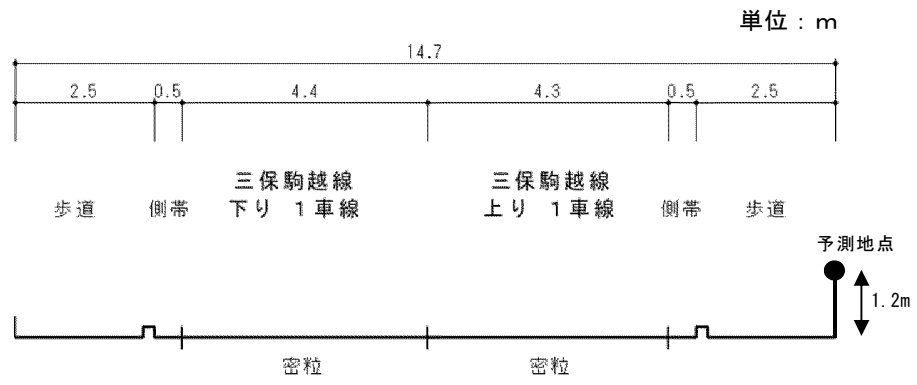 単位：m
14.7
2.5 0.5 4.4 4.3 0.5 2.5
三保駒越線 三保駒越線
歩道 側帯 下り 1車線 上り 1車線 側帯 歩道
予測地点
1.2m
密粒 密粒